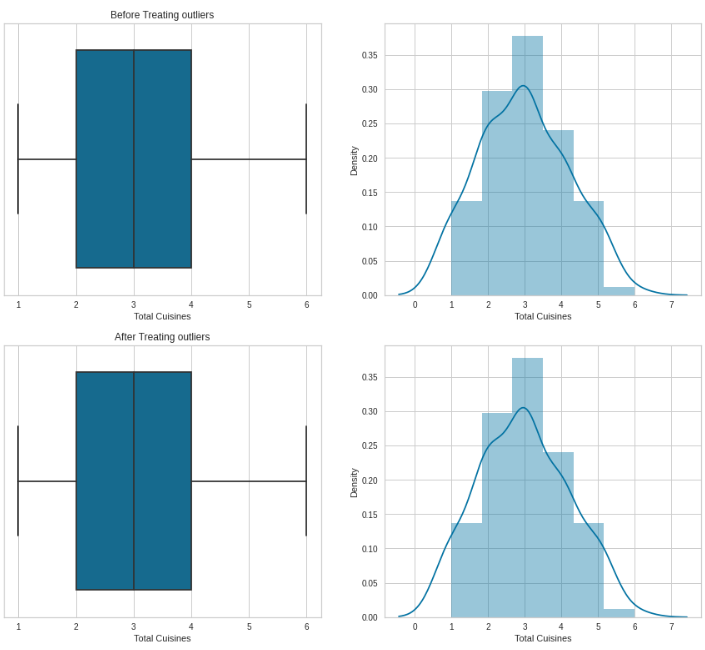 Before Treating outliers
1 2 3 4 5 6
Total Cuisines
0.35
0.30
0.25
0.20
0.15
0.10
0.05
0.00
Density
0 1 2 3 4 5 6 7
Total Cuisines
After Treating outliers
1 2 3 4 5 6
Total Cuisines
0.35
0.30
0.25
0.20
0.15
0.10
0.05
0.00
Density
0 1 2 3 4 5 6 7
Total Cuisines